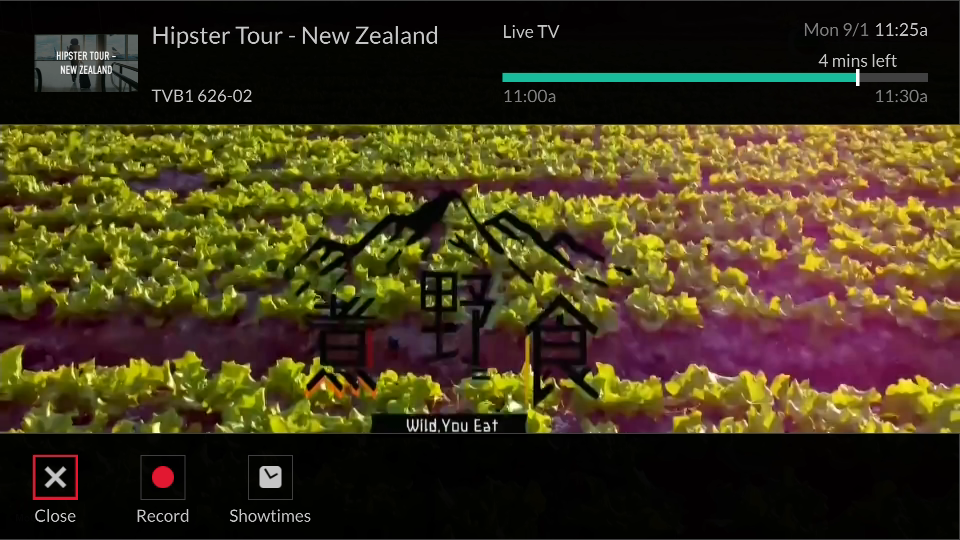 HIPSTER TOUR –
NEW ZEALAND
Hipster Tour - New Zealand
TVB1 626-02
Live TV
Mon 9/1 11:25a
4 mins left
11:00a
11:30a
煮野食
Wild,You Eat
Close
Record
Showtimes